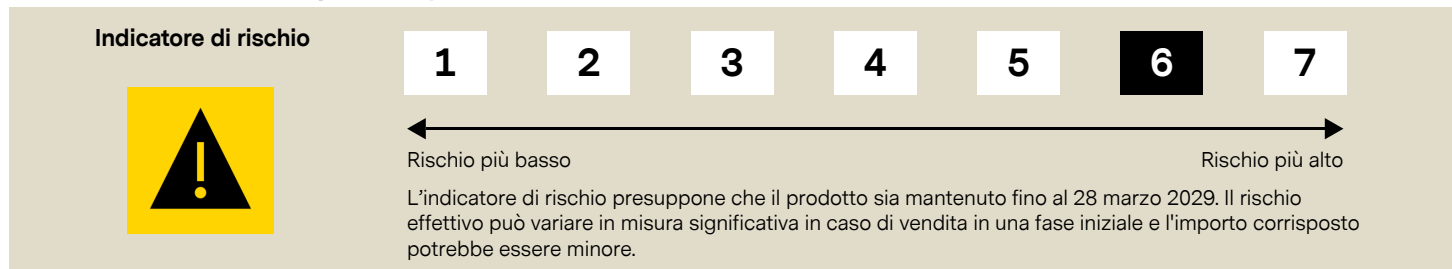 Indicatore di rischio
1 2 3 4 5 6 7
Rischio più basso Rischio più alto
L'indicatore di rischio presuppone che il prodotto sia mantenuto fino al 28 marzo 2029. Il rischio
effettivo può variare in misura significativa in caso di vendita in una fase iniziale e l'importo corrisposto
potrebbe essere minore.